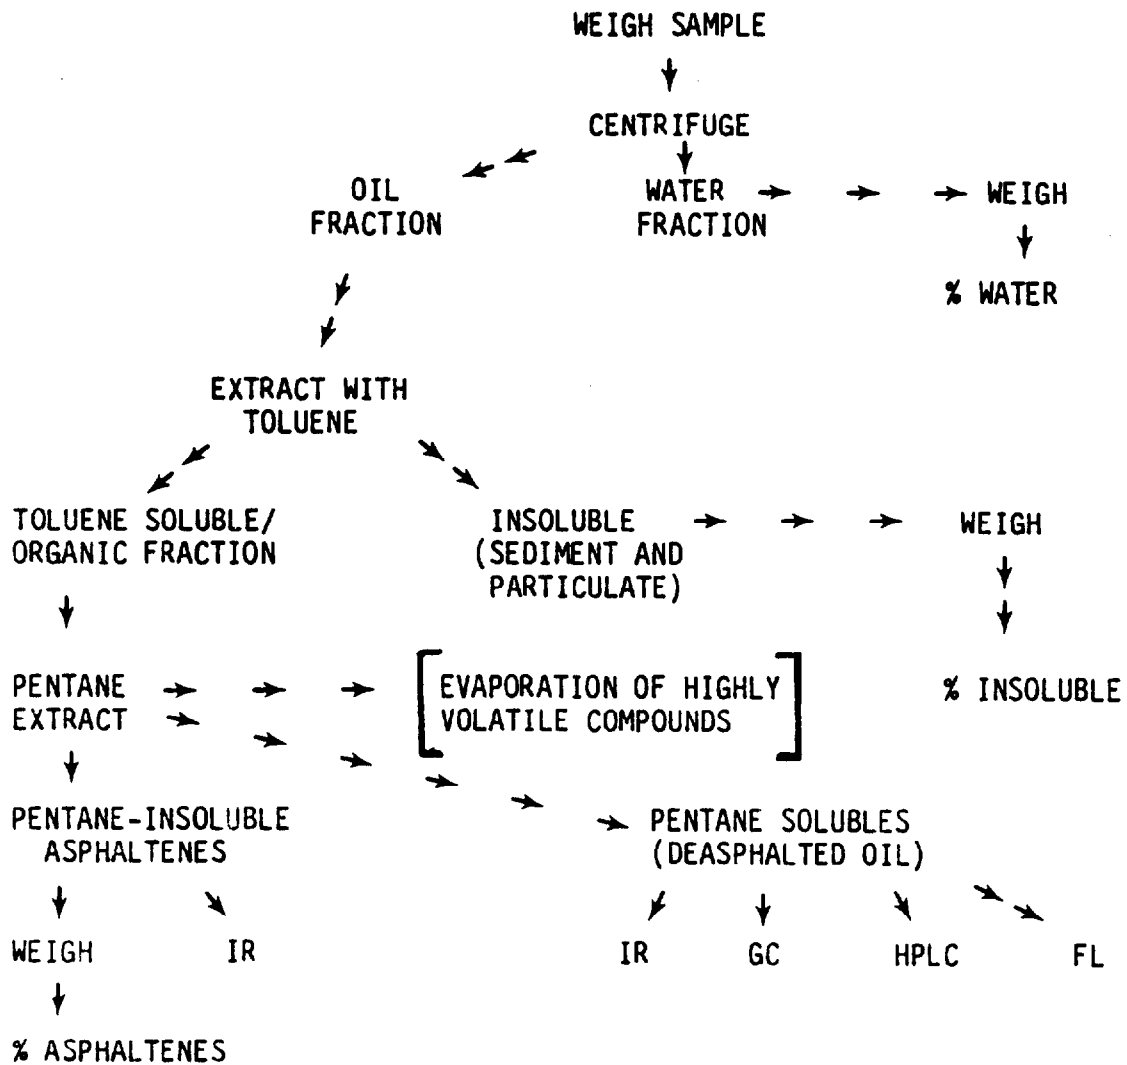 WEIGH SAMPLE
CENTRIFUGE
OIL
FRACTION
WATER
FRACTION
WEIGH
% WATER
EXTRACT WITH
TOLUENE
TOLUENE SOLUBLE/
ORGANIC FRACTION
INSOLUBLE
(SEDIMENT AND
PARTICULATE)
WEIGH
% INSOLUBLE
PENTANE
EXTRACT
EVAPORATION OF HIGHLY
VOLATILE COMPOUNDS
PENTANE-INSOLUBLE
ASPHALTENES
PENTANE SOLUBLES
(DEASPHALTED OIL)
WEIGH
IR
IR
GC
HPLC
FL
% ASPHALTENES